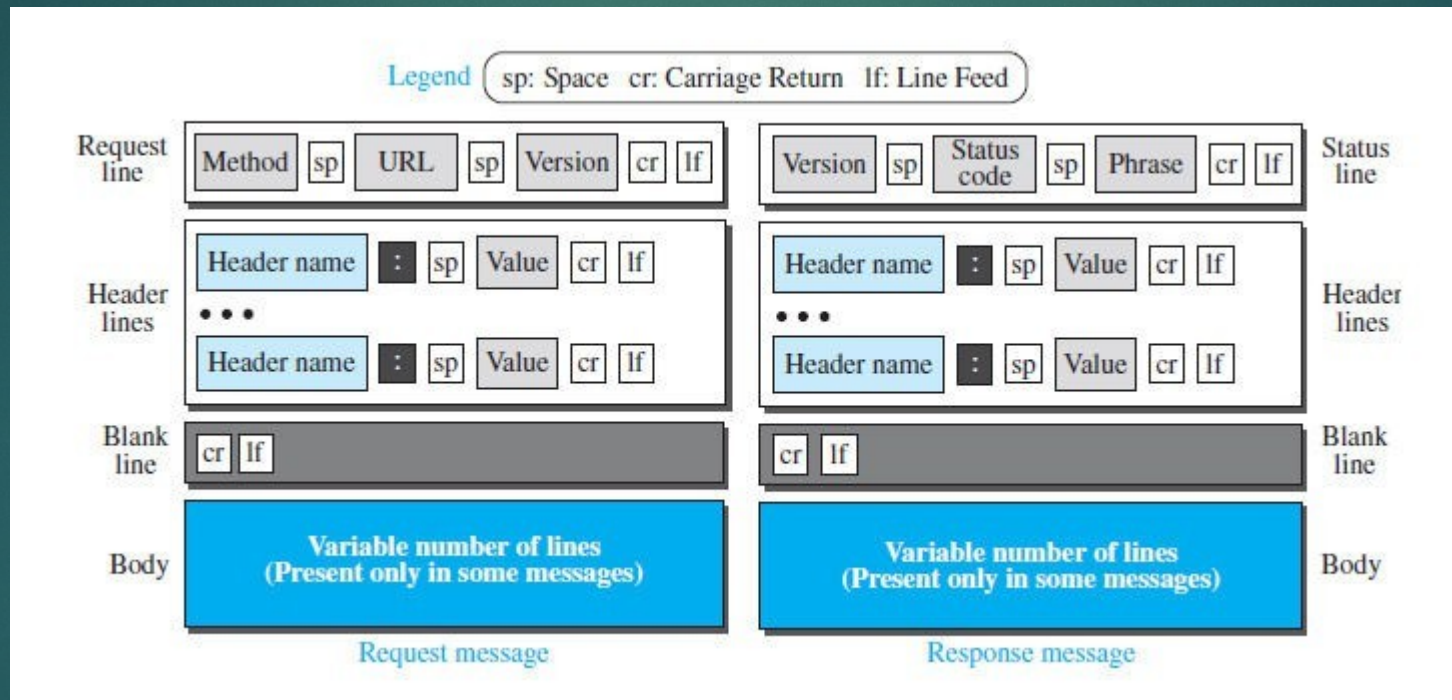 Legend sp: Space cr: Carriage Return lf: Line Feed
Request
line
Method sp URL sp Version cr lf
Header
lines
Header name : sp Value cr lf
• • •
Header name : sp Value cr lf
Blank
line
cr lf
Body
Variable number of lines
(Present only in some messages)
Request message
Version sp Status
code sp Phrase cr lf
Status
line
Header name : sp Value cr lf
• • •
Header name : sp Value cr lf
Header
lines
cr lf
Blank
line
Variable number of lines
(Present only in some messages)
Body
Response message